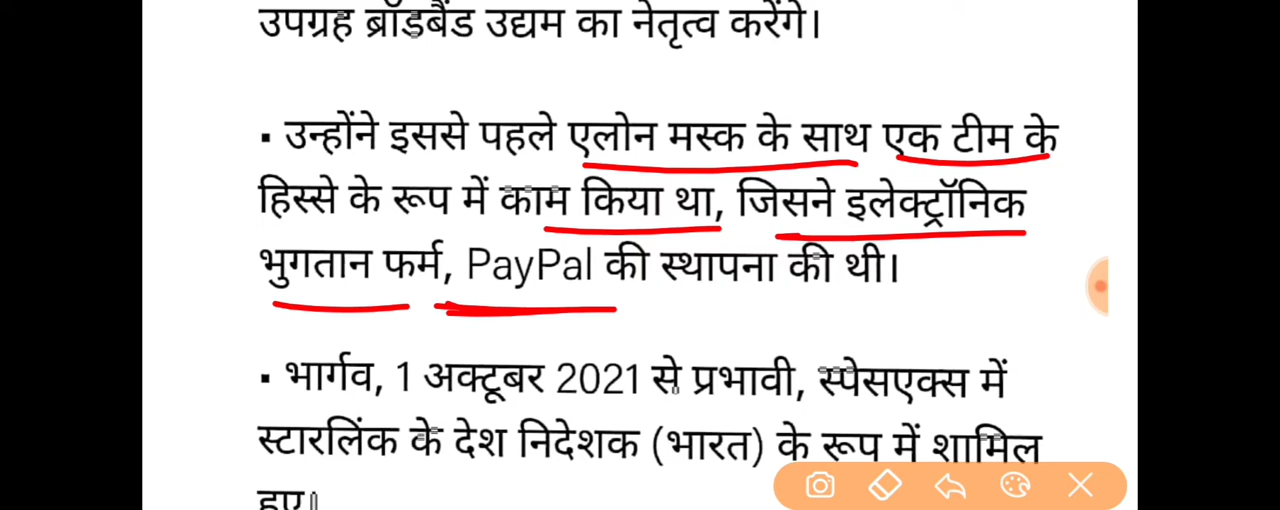 उपग्रह ब्रॉडबैंड उद्यम का नेतृत्व करेंगे।
▪ उन्होंने इससे पहले एलोन मस्क के साथ एक टीम के
हिस्से के रूप में काम किया था, जिसने इलेक्ट्रॉनिक
भुगतान फर्म, PayPal की स्थापना की थी।
▪ भार्गव, 1 अक्टूबर 2021 से प्रभावी, स्पेसएक्स में
स्टारलिंक के देश निदेशक (भारत) के रूप में शामिल
हुए।